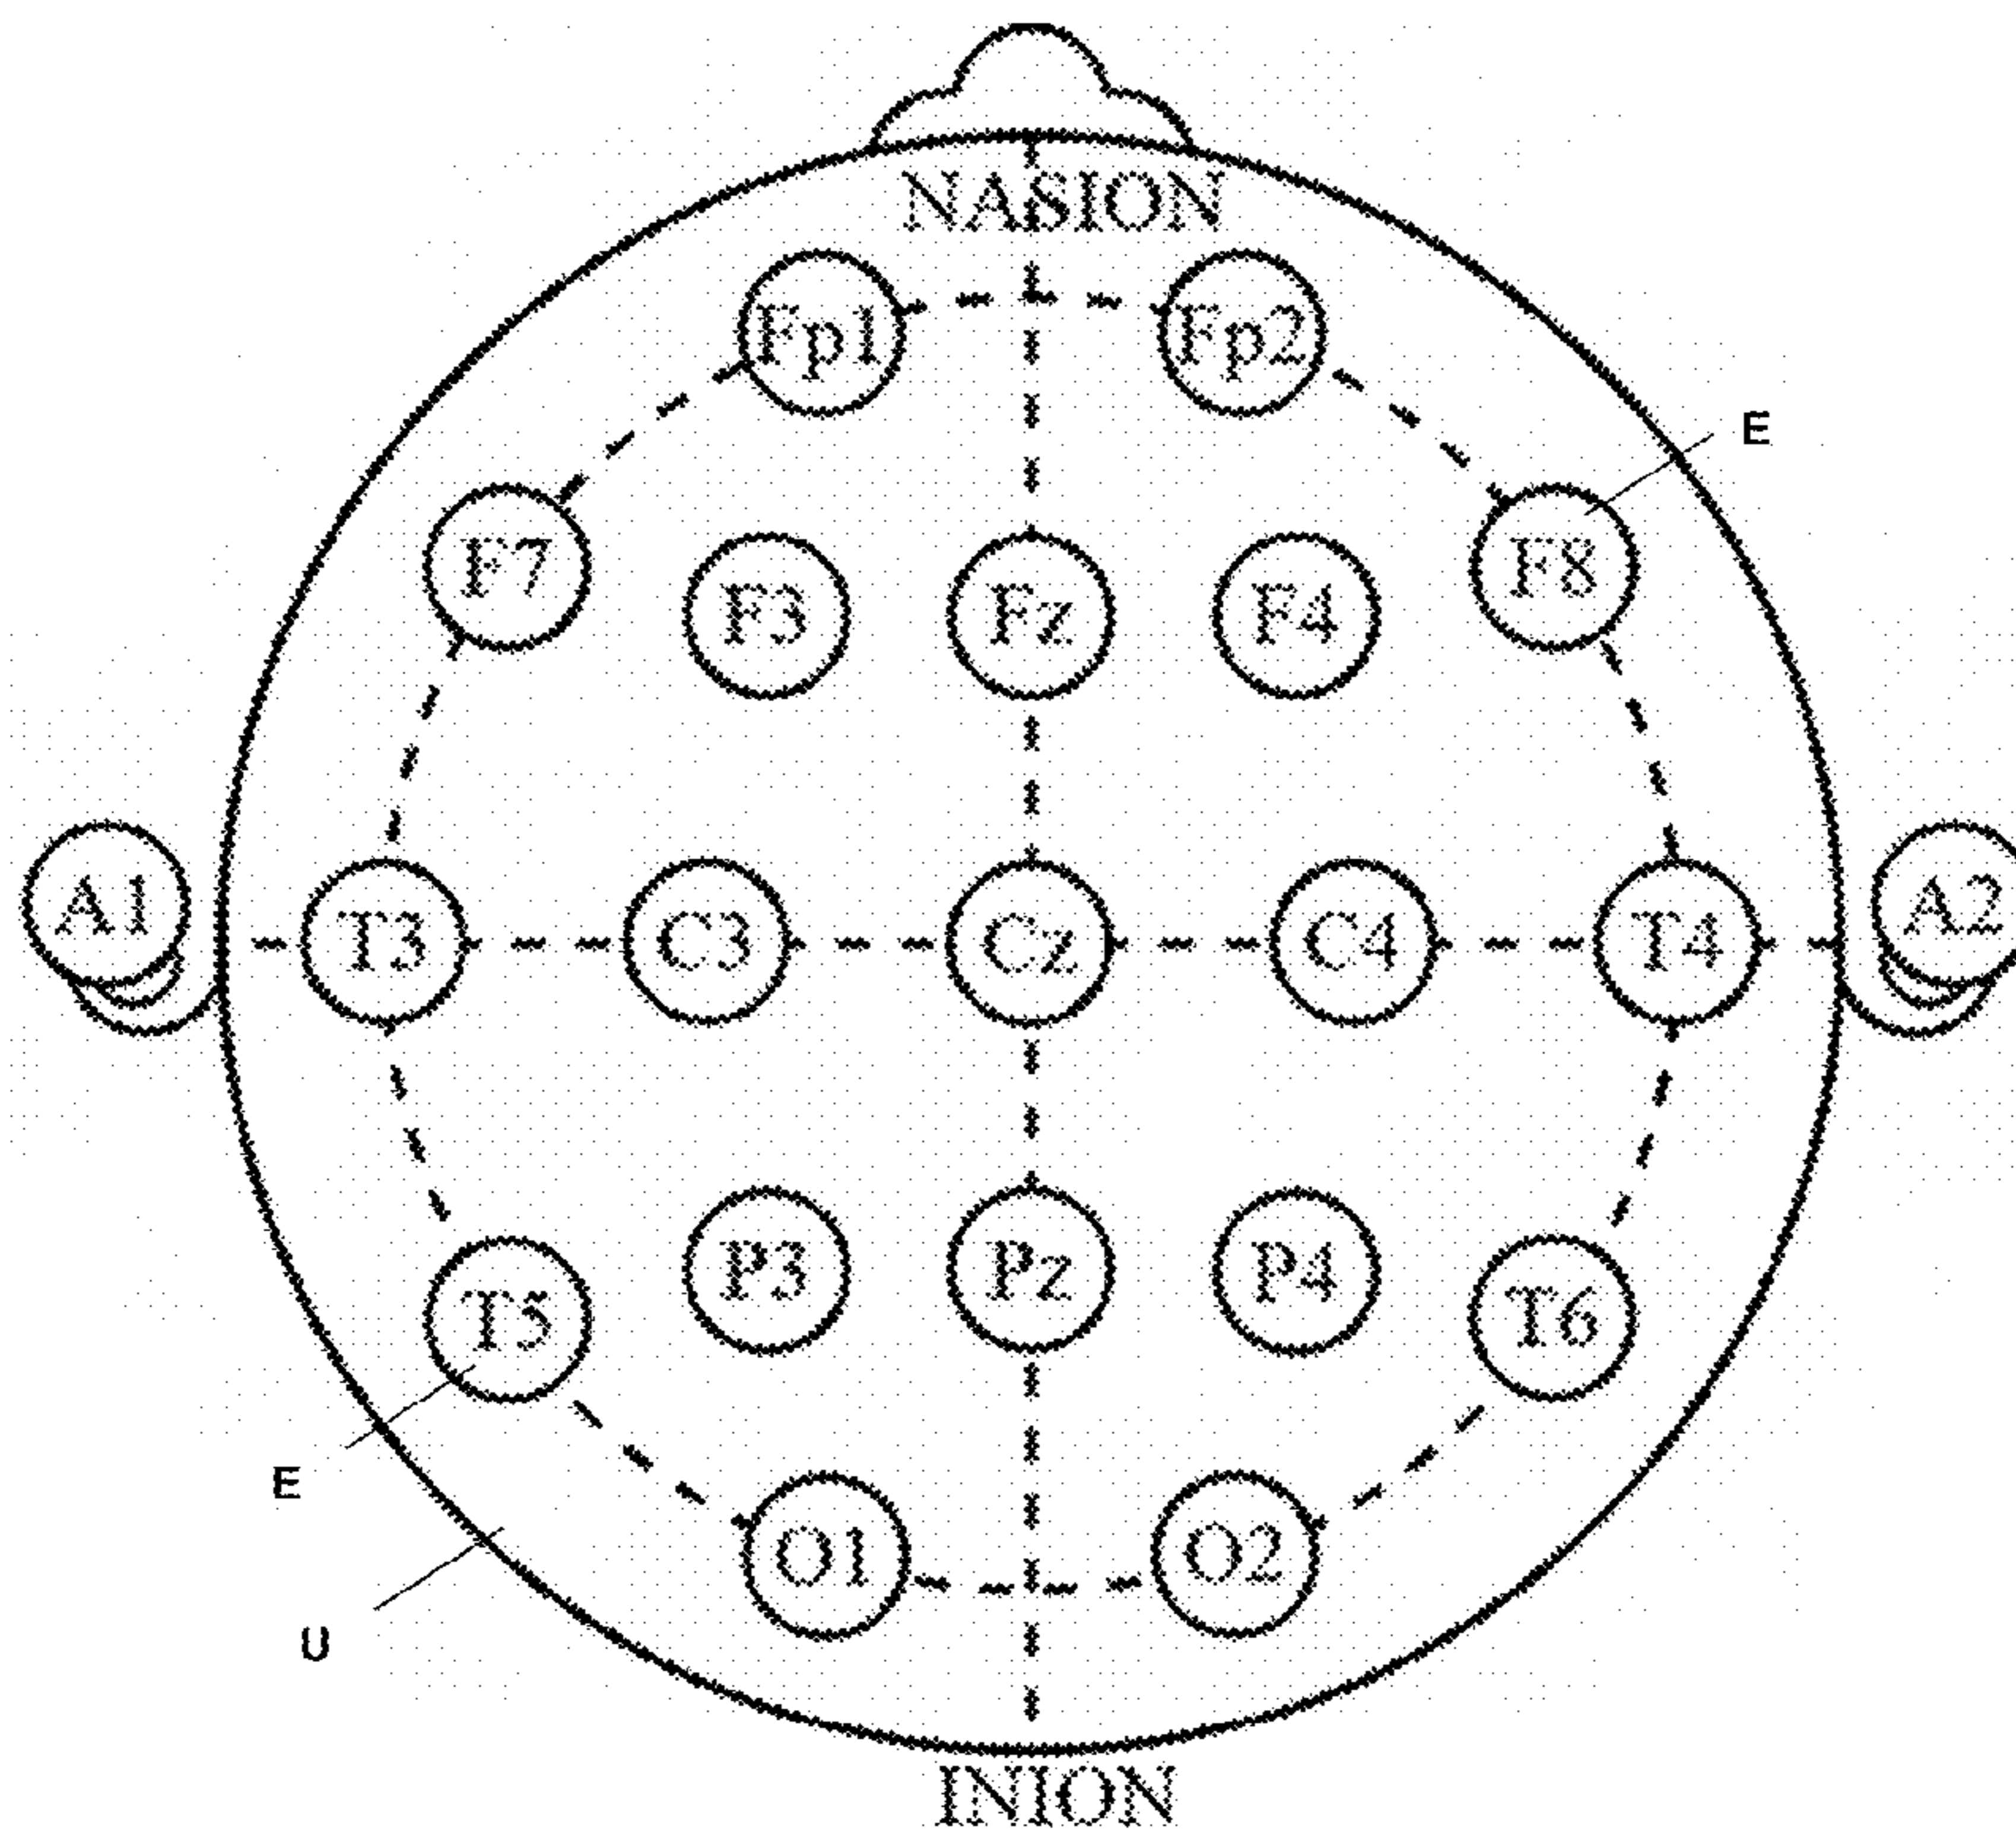 NASION
Fp1 Fp2
E
F7 F3 Fz F4 F8
A1 T3 C3 Cz C4 T4 A2
T5 P3 Pz P4 T6
E
O1 O2
U
INION